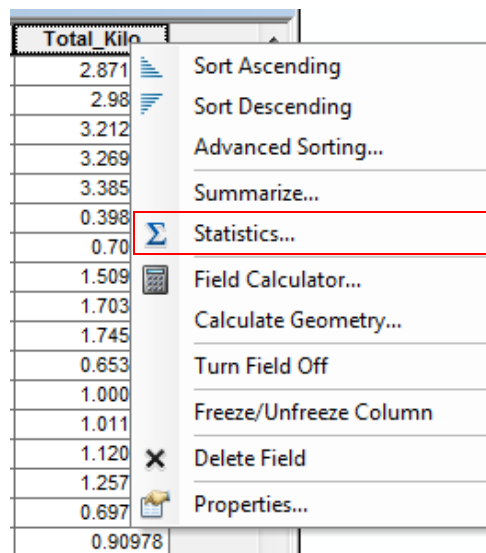 Total_Kilo
2.871
2.98
3.212
3.269
3.385
0.398
0.70
1.509
1.703
1.745
0.653
1.000
1.011
1.120
1.257
0.697
0.90978
Sort Ascending
Sort Descending
Advanced Sorting...
Summarize...
Statistics...
Field Calculator...
Calculate Geometry...
Turn Field Off
Freeze/Unfreeze Column
Delete Field
Properties...